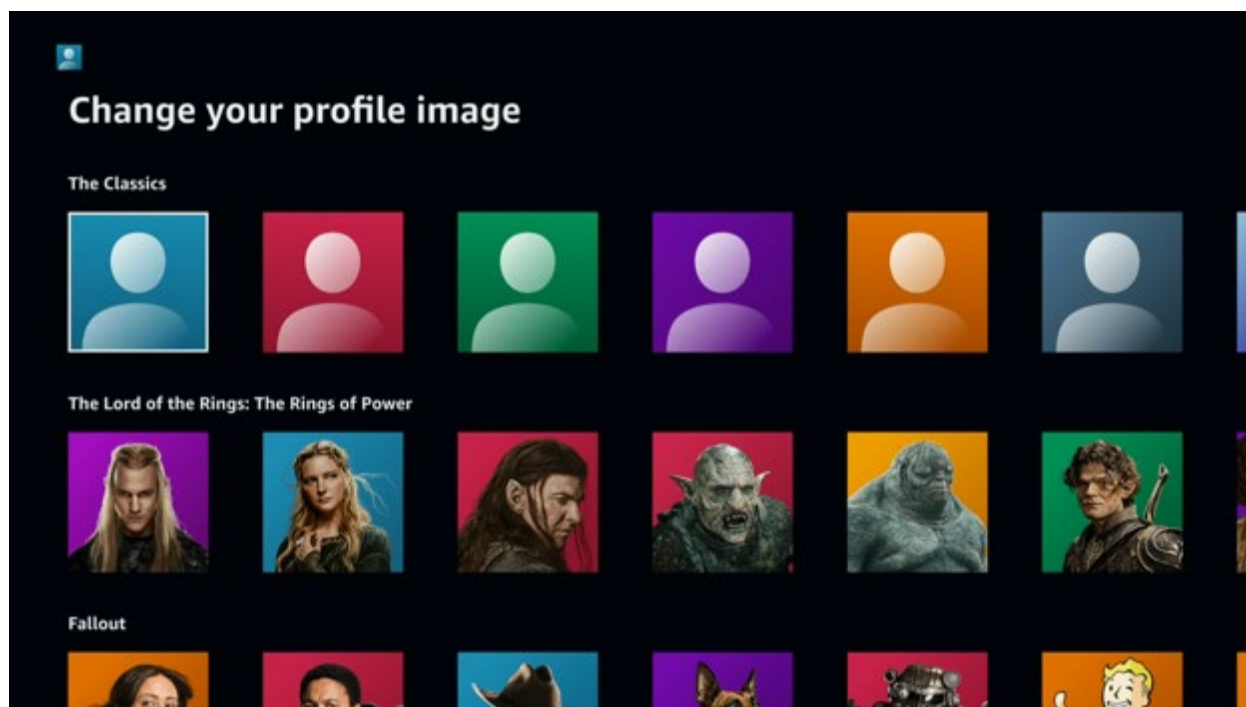 Change your profile image
The Classics
The Lord of the Rings: The Rings of Power
Fallout